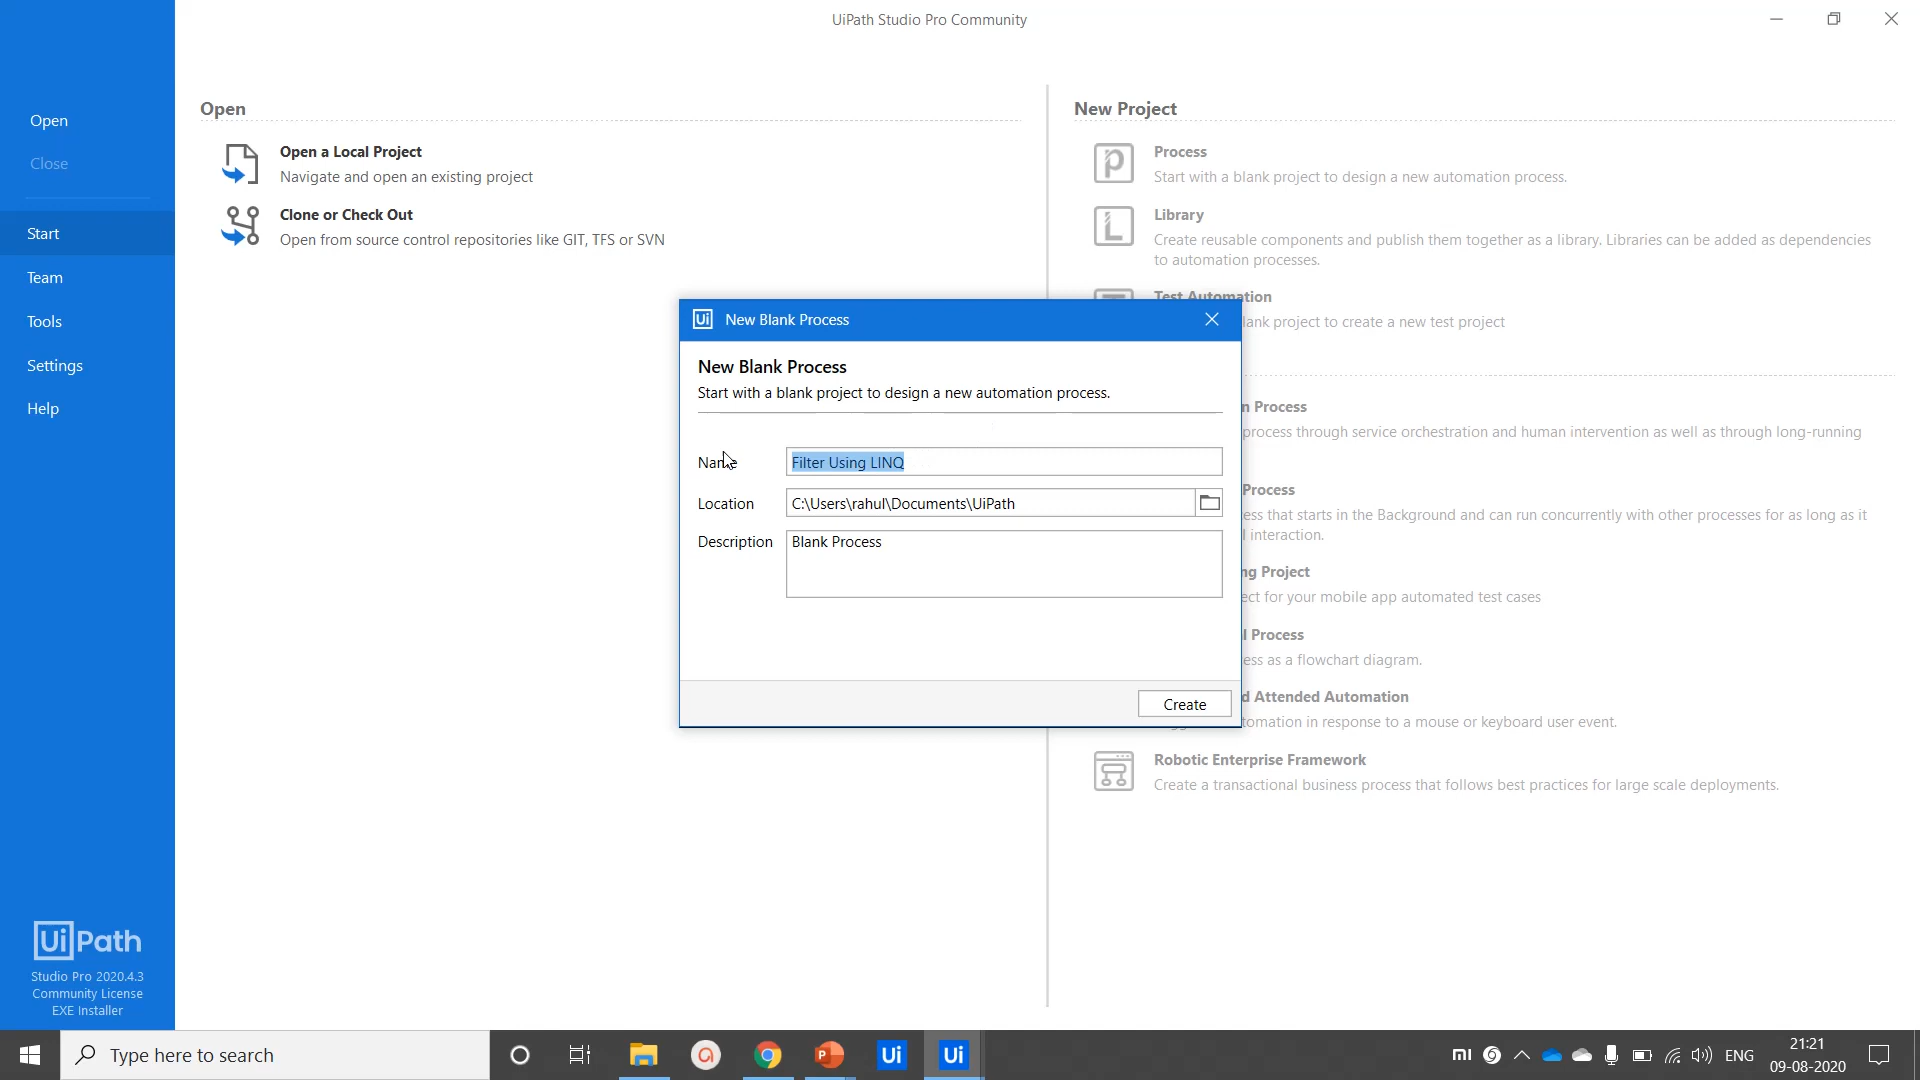 UiPath Studio Pro Community
Open
Close
Start
Team
Tools
Settings
Help
UiPath
Studio Pro 2020.4.3
Community License
EXE Installer
Open
Open a Local Project
Navigate and open an existing project
Clone or Check Out
Open from source control repositories like GIT, TFS or SVN
New Project
Process
Start with a blank project to design a new automation process.
Library
Create reusable components and publish them together as a library. Libraries can be added as dependencies
to automation processes.
Test Automation
lank project to create a new test project
n Process
process through service orchestration and human intervention as well as through long-running
Process
ess that starts in the Background and can run concurrently with other processes for as long as it
l interaction.
ng Project
ect for your mobile app automated test cases
l Process
ess as a flowchart diagram.
d Attended Automation
tomation in response to a mouse or keyboard user event.
Robotic Enterprise Framework
Create a transactional business process that follows best practices for large scale deployments.
Ui New Blank Process
New Blank Process
Start with a blank project to design a new automation process.
Name Filter Using LINQ
Location C:\Users\rahul\Documents\UiPath
Description Blank Process
Create
Type here to search
Ui
Ui
ENG
21:21
09-08-2020